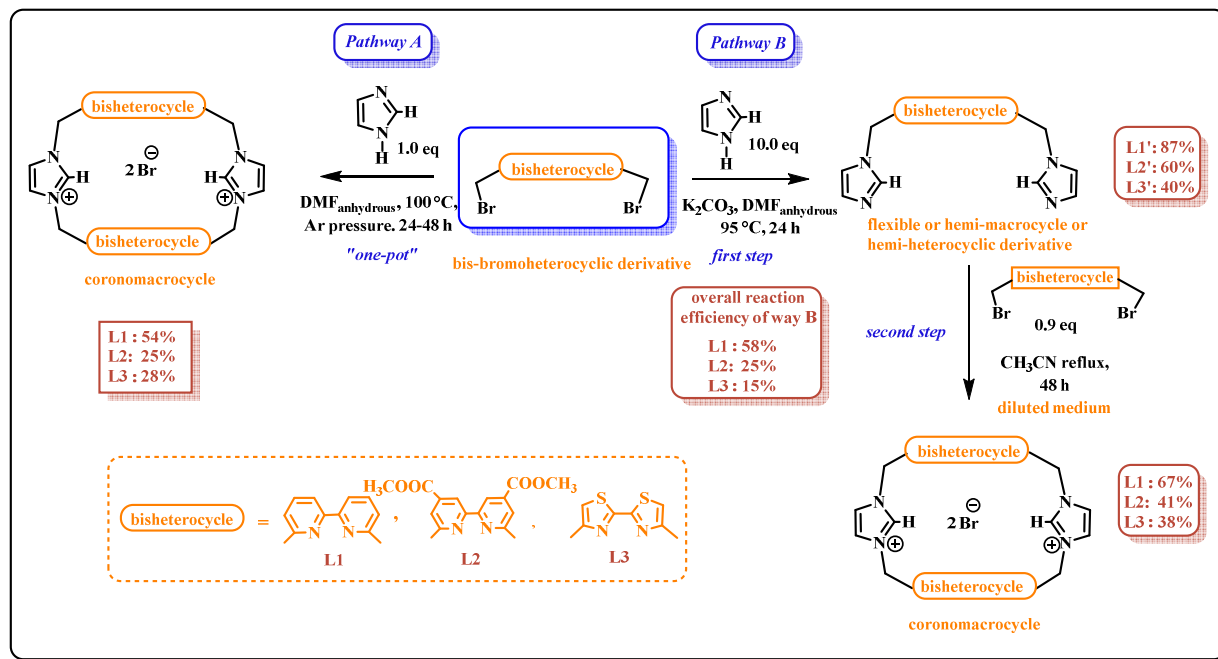 Pathway A
Pathway B
bisheterocycle
N
H
N
H
1.0 eq
N
N
H
⊕
2 Br
⊖
H
N
N
⊕
bisheterocycle
coronomacrocycle
DMFanhydrous, 100°C,
Ar pressure. 24-48 h
"one-pot"
bisheterocycle
Br
Br
bis-bromoheterocyclic derivative
N
H
N
H
10.0 eq
K2CO3, DMFanhydrous
95 °C, 24 h
first step
bisheterocycle
N
H
N
N
H
N
flexible or hemi-macrocycle or
hemi-heterocyclic derivative
L1': 87%
L2': 60%
L3': 40%
L1 : 54%
L2: 25%
L3 : 28%
overall reaction
efficiency of way B
L1 : 58%
L2: 25%
L3 : 15%
second step
bisheterocycle
Br
Br
0.9 eq
CH3CN reflux,
48 h
diluted medium
bisheterocycle
=
N
N
L1
,
H3COOC
COOCH3
N
N
L2
,
S
S
N
N
L3
bisheterocycle
N
N
H
⊕
2 Br
⊖
H
N
N
⊕
bisheterocycle
coronomacrocycle
L1 : 67%
L2: 41%
L3 : 38%